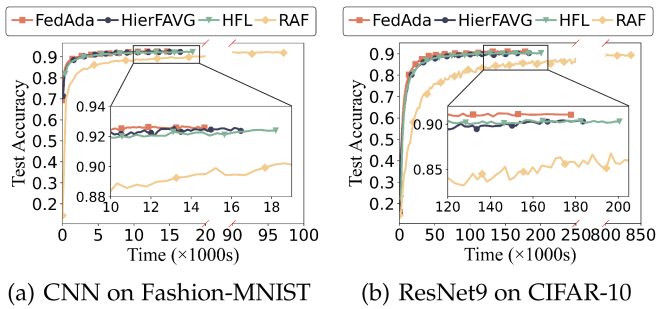 FedAda HierFAVG HFL RAF
FedAda HierFAVG HFL RAF
Test Accuracy
0.9
0.8
0.7
0.6
0.5
0.4
0.3
0.2
0.94
0.92
0.90
0.88
10 12 14 16 18
0 5 10 15 20 90 95 100
Time (×1000s)
Test Accuracy
0.9
0.8
0.7
0.6
0.5
0.4
0.3
0.2
0.90
0.85
120 140 160 180 200
0 50 100 150 200 250 800 850
Time (×1000s)
(a) CNN on Fashion-MNIST
(b) ResNet9 on CIFAR-10